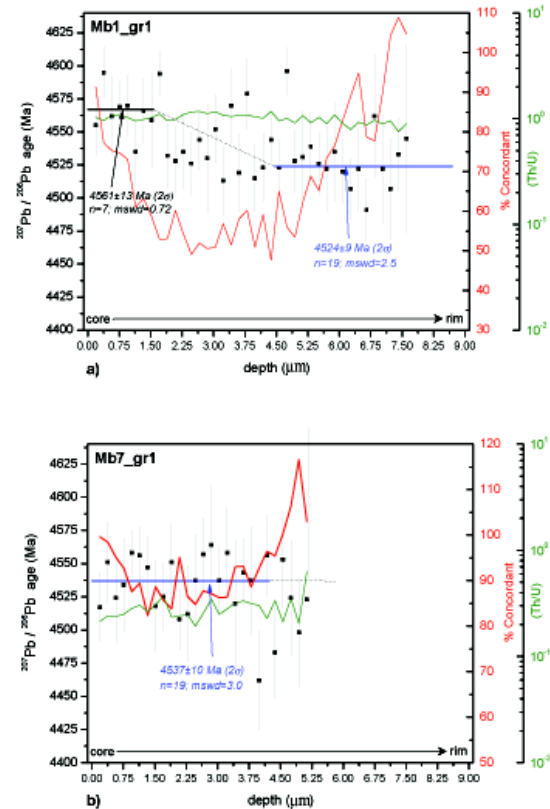 Mb1_gr1
4625
4600
4575
4550
4525
4500
4475
4450
4425
4400
²⁰⁷Pb / ²⁰⁶Pb age (Ma)
4561±13 Ma (2σ)
n=7; mswd=0.72
4524±9 Ma (2σ)
n=19; mswd=2.5
core
rim
0.00 0.75 1.50 2.25 3.00 3.75 4.50 5.25 6.00 6.75 7.50 8.25 9.00
depth (μm)
a)
110
100
90
80
70
60
50
40
30
% Concordant
10¹
10⁰
10⁻¹
10⁻²
(Th/U)
Mb7_gr1
4625
4600
4575
4550
4525
4500
4475
4450
4425
4400
²⁰⁷Pb / ²⁰⁶Pb age (Ma)
4537±10 Ma (2σ)
n=19; mswd=3.0
core
rim
0.00 0.75 1.50 2.25 3.00 3.75 4.50 5.25 6.00 6.75 7.50 8.25 9.00
depth (μm)
b)
120
110
100
90
80
70
60
50
% Concordant
10¹
10⁰
10⁻¹
10⁻²
(Th/U)